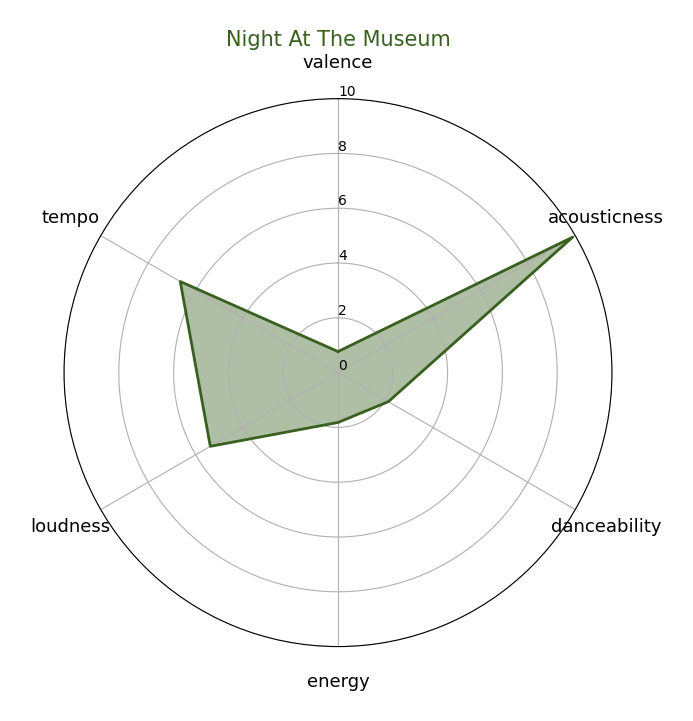 Night At The Museum
valence
10
8
6
4
2
0
tempo
acousticness
loudness
danceability
energy